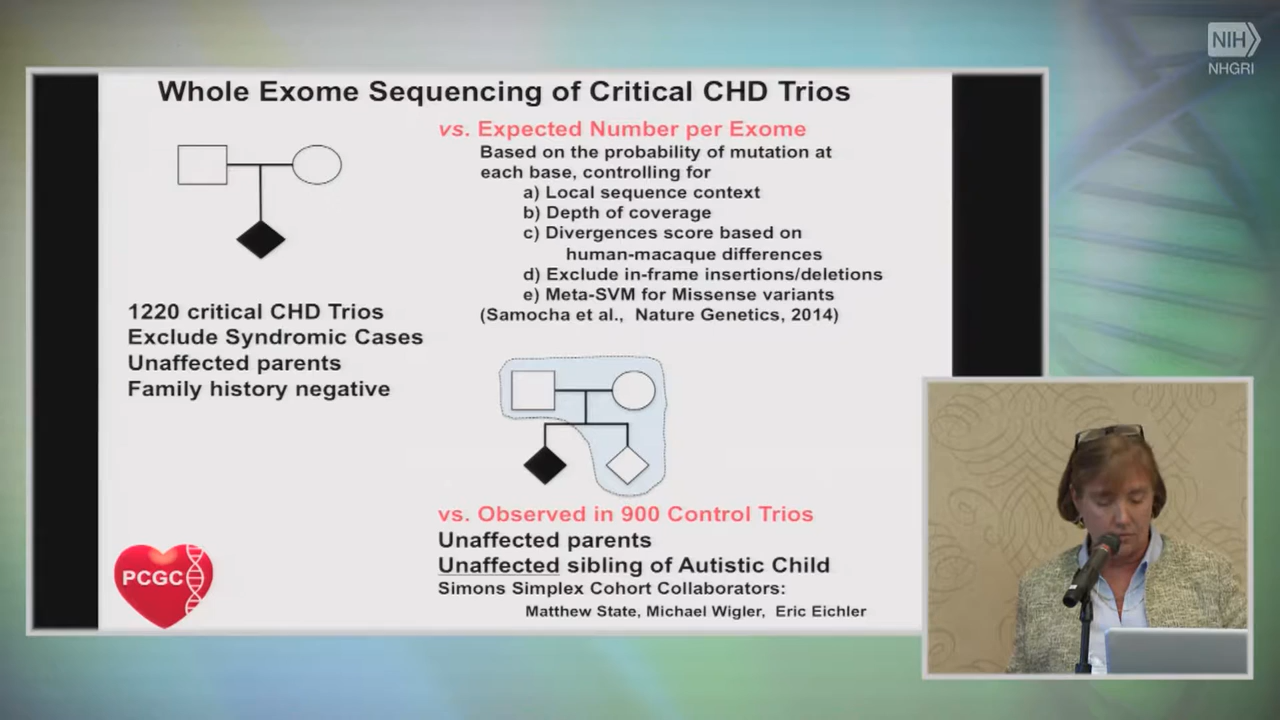 NIH
NHGRI
Whole Exome Sequencing of Critical CHD Trios
vs. Expected Number per Exome
Based on the probability of mutation at
each base, controlling for
a) Local sequence context
b) Depth of coverage
c) Divergences score based on
human-macaque differences
d) Exclude in-frame insertions/deletions
e) Meta-SVM for Missense variants
(Samocha et al., Nature Genetics, 2014)
1220 critical CHD Trios
Exclude Syndromic Cases
Unaffected parents
Family history negative
vs. Observed in 900 Control Trios
Unaffected parents
Unaffected sibling of Autistic Child
Simons Simplex Cohort Collaborators:
Matthew State, Michael Wigler, Eric Eichler
PCGC